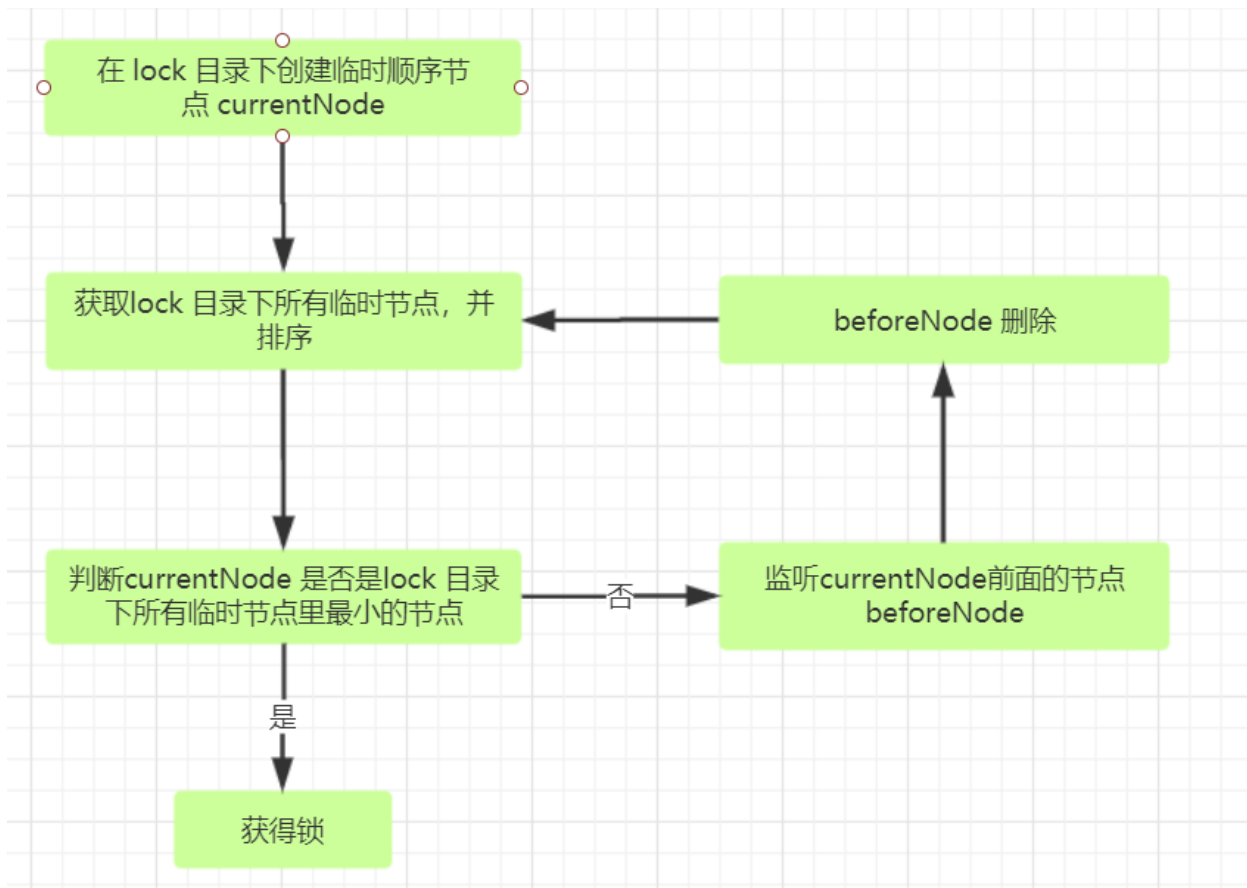 在 lock 目录下创建临时顺序节
点 currentNode
获取lock 目录下所有临时节点，并
排序
beforeNode 删除
判断currentNode 是否是lock 目录
下所有临时节点里最小的节点
否
监听currentNode前面的节点
beforeNode
是
获得锁